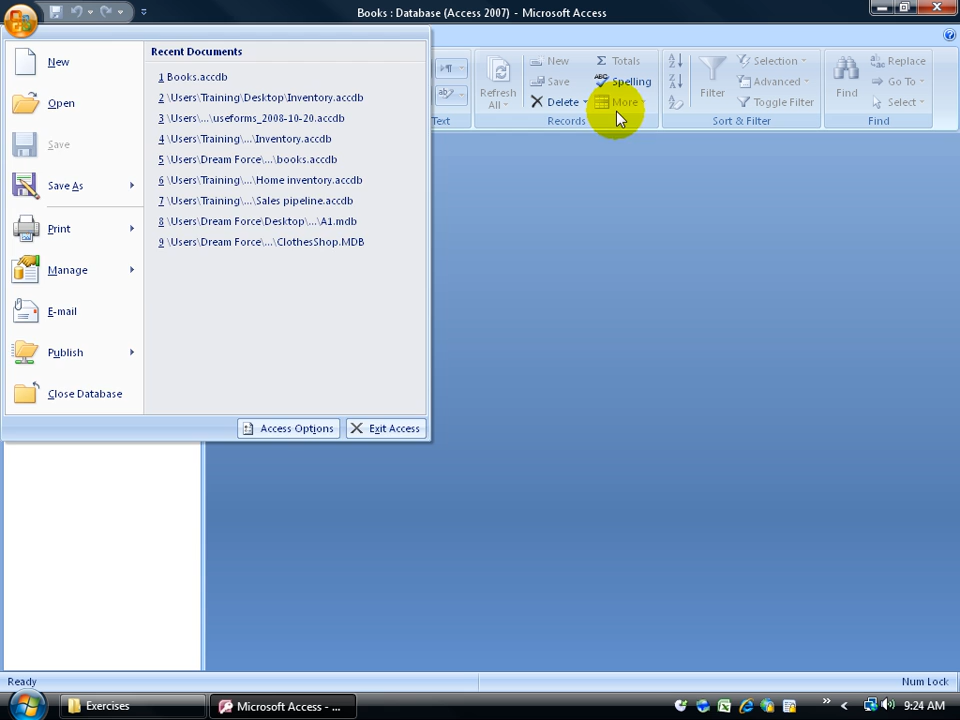 Books : Database (Access 2007) - Microsoft Access
New
Open
Save
Save As
Print
Manage
E-mail
Publish
Close Database
Recent Documents
1 Books.accdb
2 \Users\Training\Desktop\Inventory.accdb
3 \Users\...\useforms_2008-10-20.accdb
4 \Users\Training\...\Inventory.accdb
5 \Users\Dream Force\...\books.accdb
6 \Users\Training\...\Home inventory.accdb
7 \Users\Training\...\Sales pipeline.accdb
8 \Users\Dream Force\Desktop\...\A1.mdb
9 \Users\Dream Force\...\ClothesShop.MDB
Access Options
Exit Access
Text
Refresh
All
New
Save
Delete
Totals
Spelling
More
Records
Filter
Selection
Advanced
Toggle Filter
Sort & Filter
Find
Replace
Go To
Select
Find
Ready
Num Lock
Exercises
Microsoft Access - ...
9:24 AM